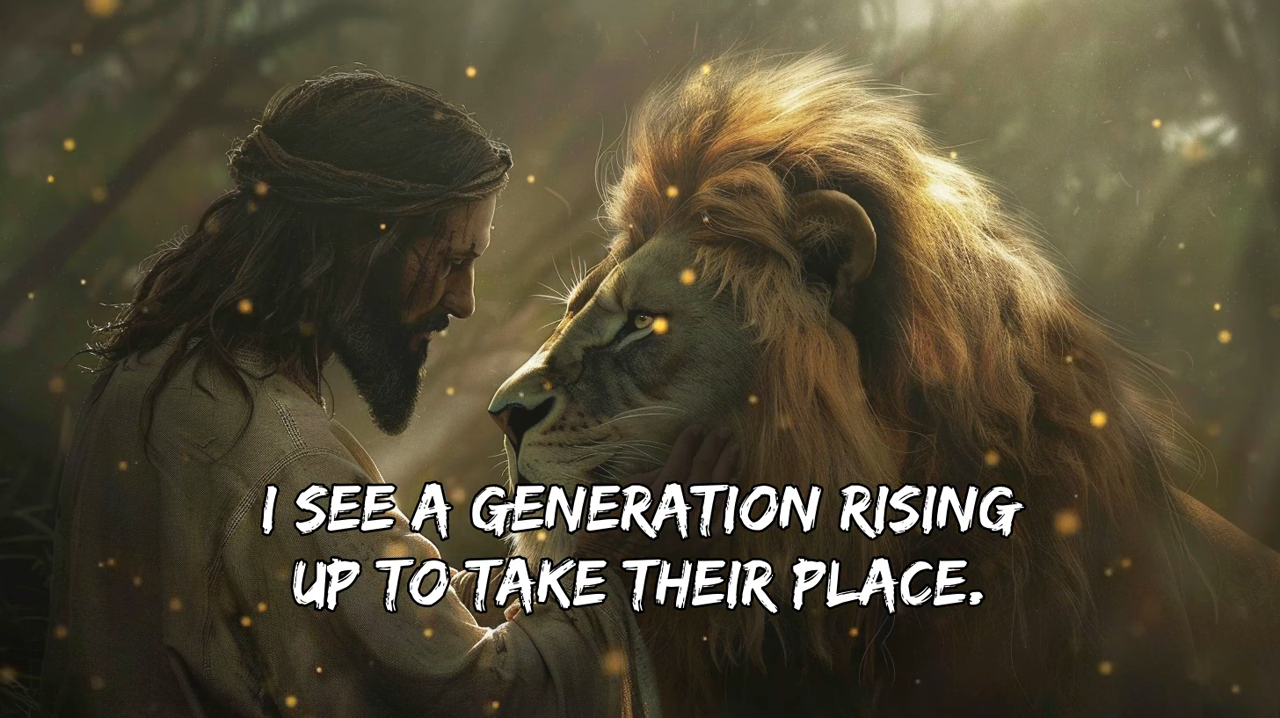 I SEE A GENERATION RISING
UP TO TAKE THEIR PLACE.